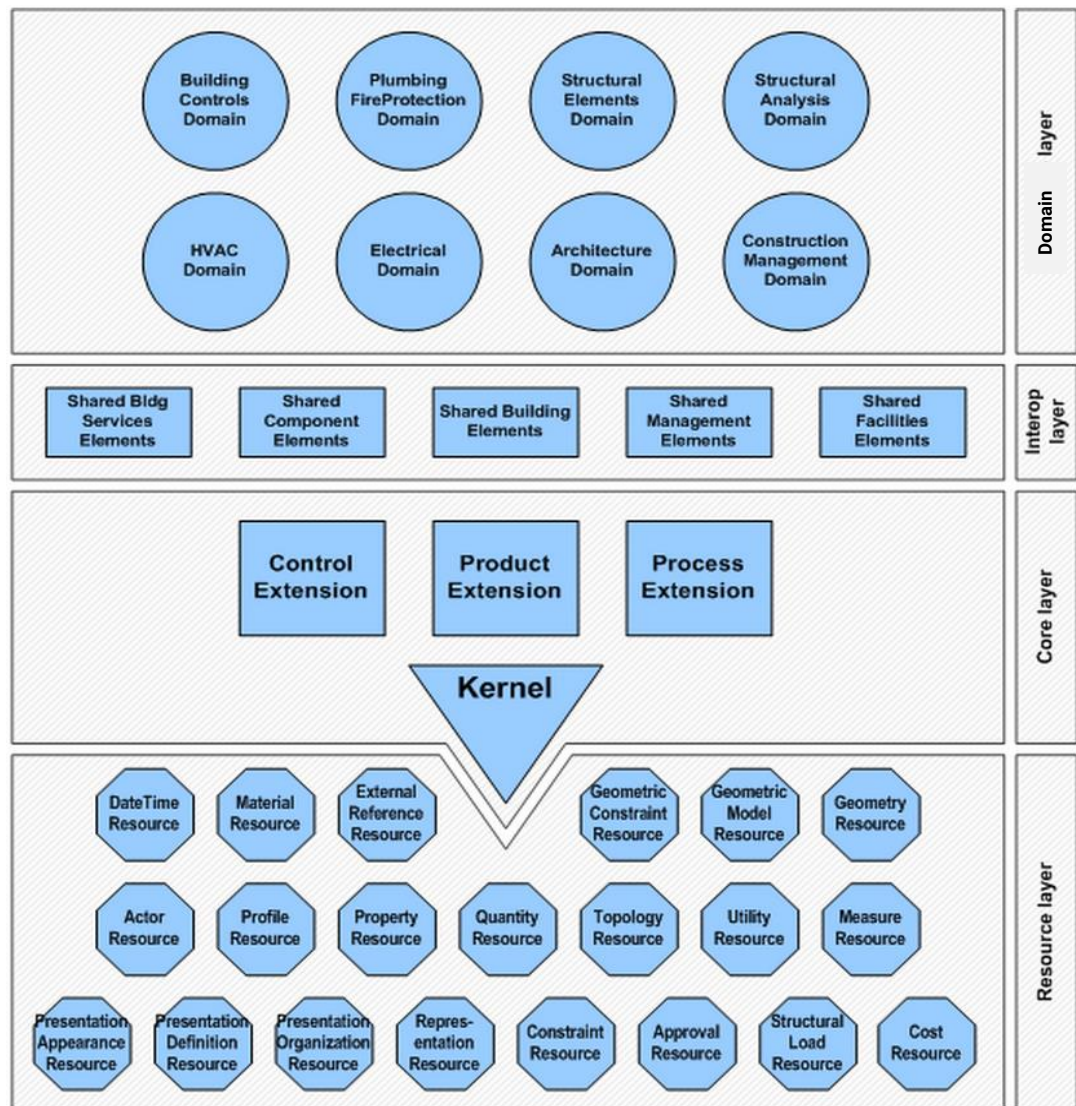 Building
Controls
Domain
Plumbing
FireProtection
Domain
Structural
Elements
Domain
Structural
Analysis
Domain
HVAC
Domain
Electrical
Domain
Architecture
Domain
Construction
Management
Domain
Domain layer
Shared Bldg
Services
Elements
Shared
Component
Elements
Shared Building
Elements
Shared
Management
Elements
Shared
Facilities
Elements
Interop
layer
Control
Extension
Product
Extension
Process
Extension
Kernel
Core layer
DateTime
Resource
Material
Resource
External
Reference
Resource
Geometric
Constraint
Resource
Geometric
Model
Resource
Geometry
Resource
Actor
Resource
Profile
Resource
Property
Resource
Quantity
Resource
Topology
Resource
Utility
Resource
Measure
Resource
Presentation
Appearance
Resource
Presentation
Definition
Resource
Presentation
Organization
Resource
Repres-
entation
Resource
Constraint
Resource
Approval
Resource
Structural
Load
Resource
Cost
Resource
Resource layer